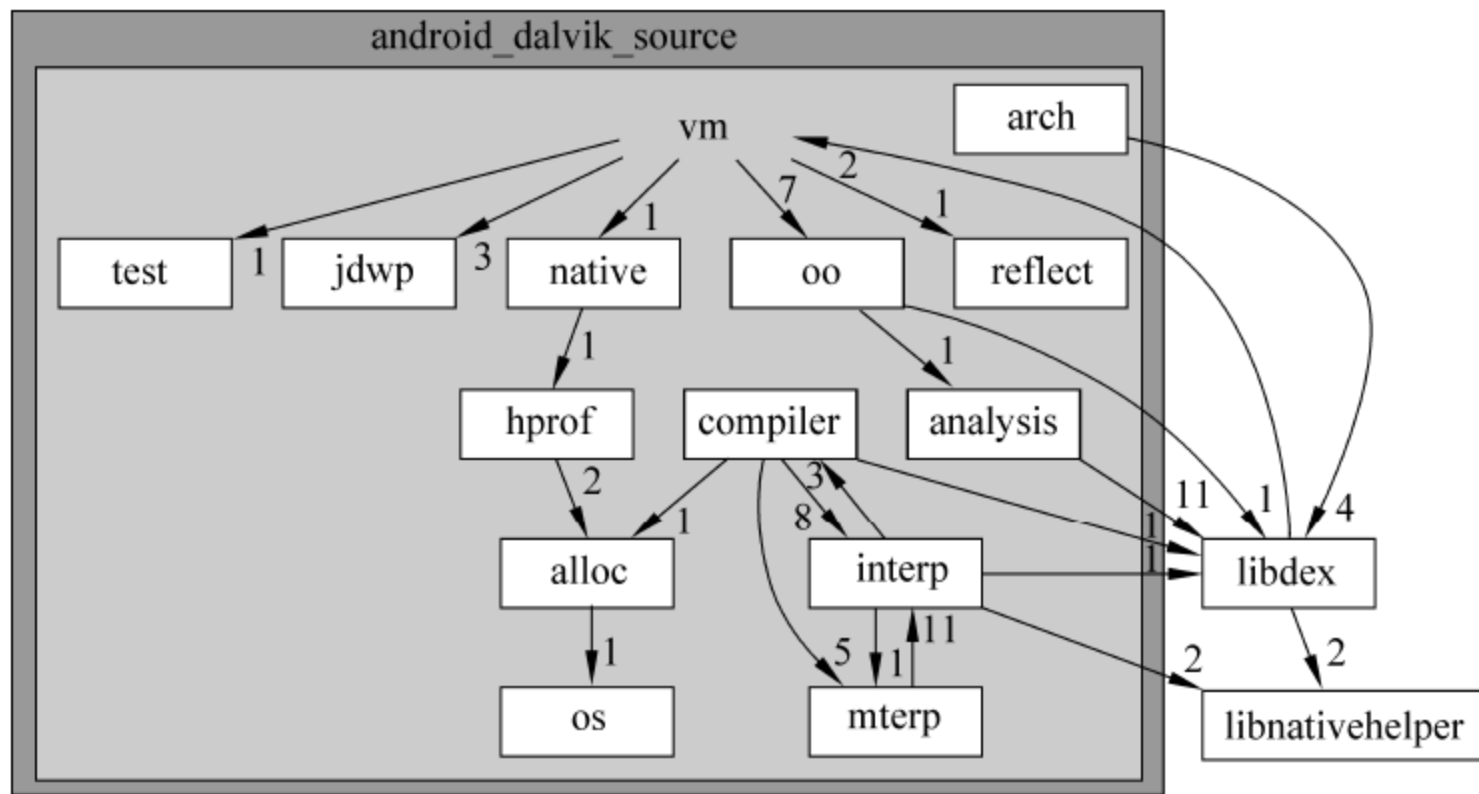 android_dalvik_source
arch
vm
2
7
1
1
1
3
test
jdwp
native
oo
reflect
1
1
hprof
compiler
analysis
2
3
8
1
11
1
4
1
1
alloc
interp
libdex
1
5
1
11
2
2
os
mterp
libnativehelper